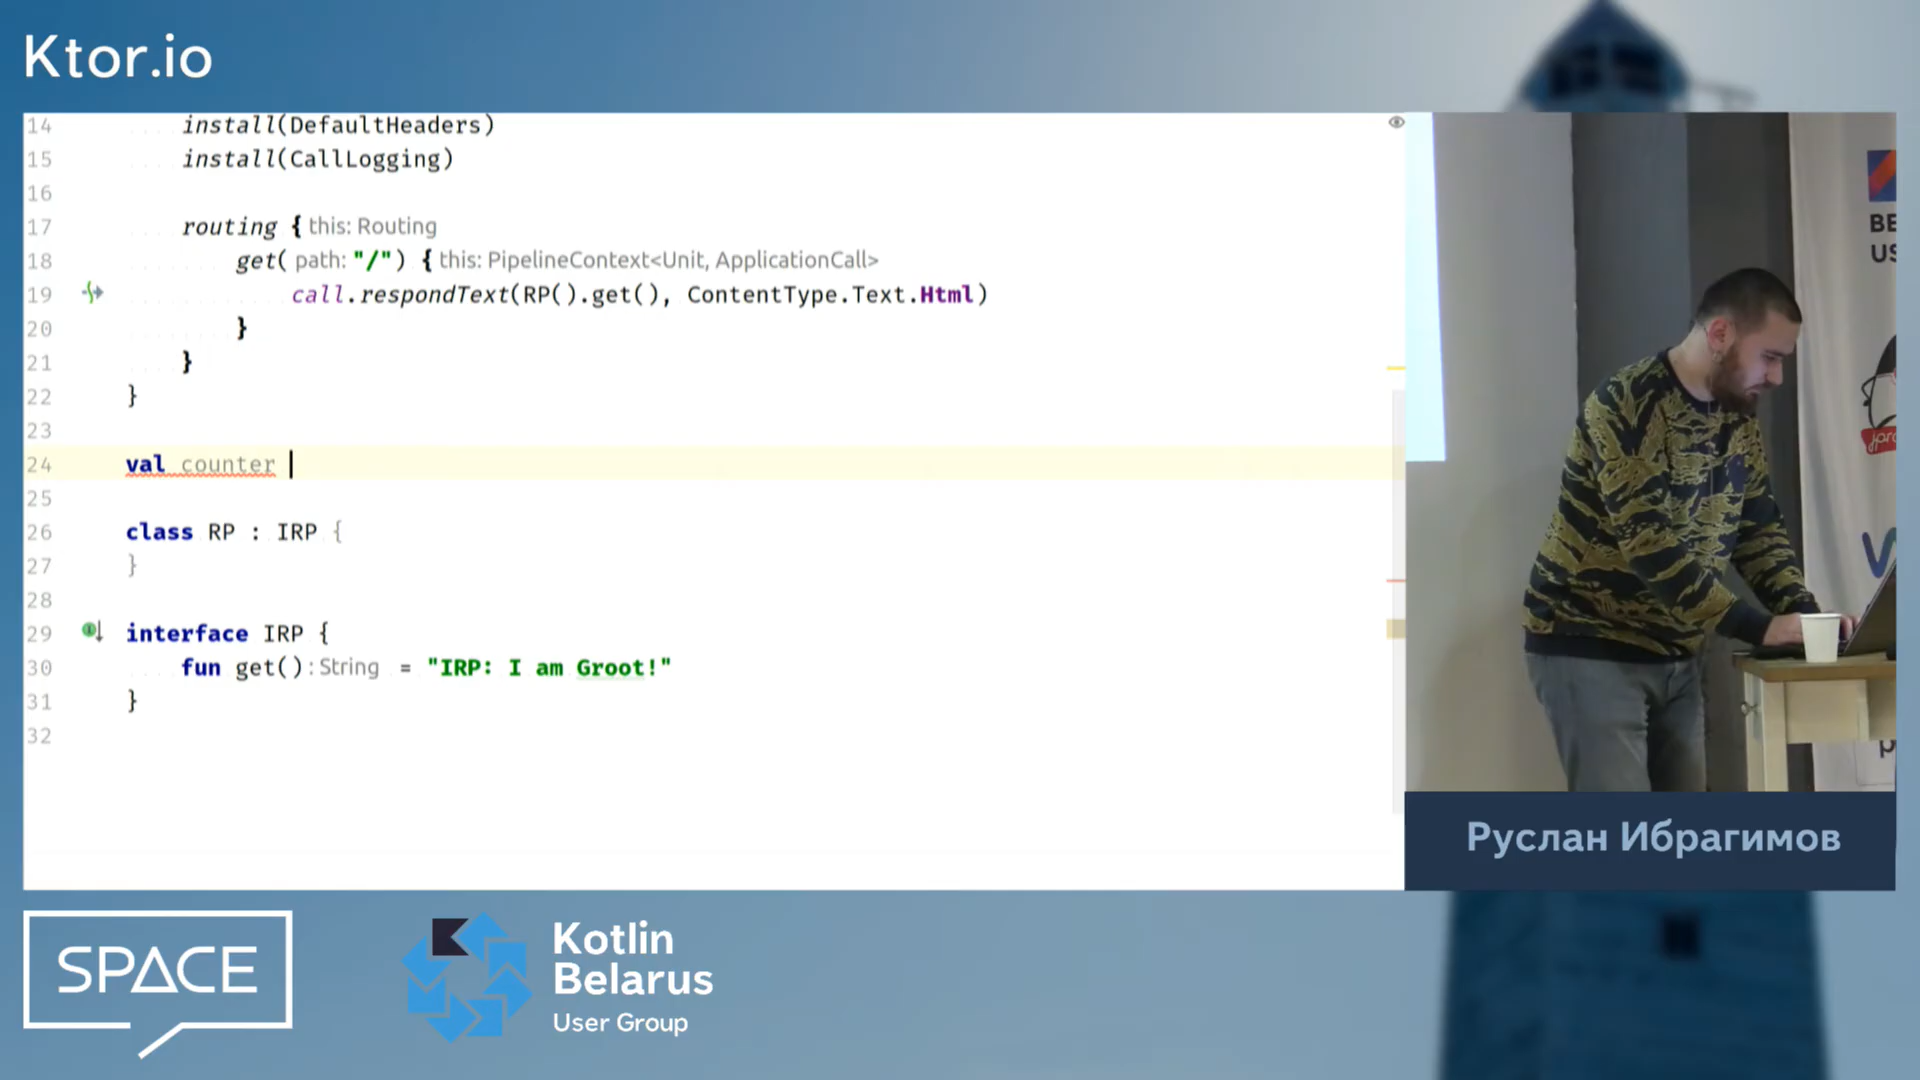 Ktor.io
14 install(DefaultHeaders)
15 install(CallLogging)
16
17 routing { this: Routing
18 get( path: "/") { this: PipelineContext<Unit, ApplicationCall>
19 call.respondText(RP().get(), ContentType.Text.Html)
20 }
21 }
22 }
23
24 val counter
25
26 class RP : IRP {
27 }
28
29 interface IRP {
30 fun get(): String = "IRP: I am Groot!"
31 }
32
BE
US
Руслан Ибрагимов
SPACE
Kotlin
Belarus
User Group